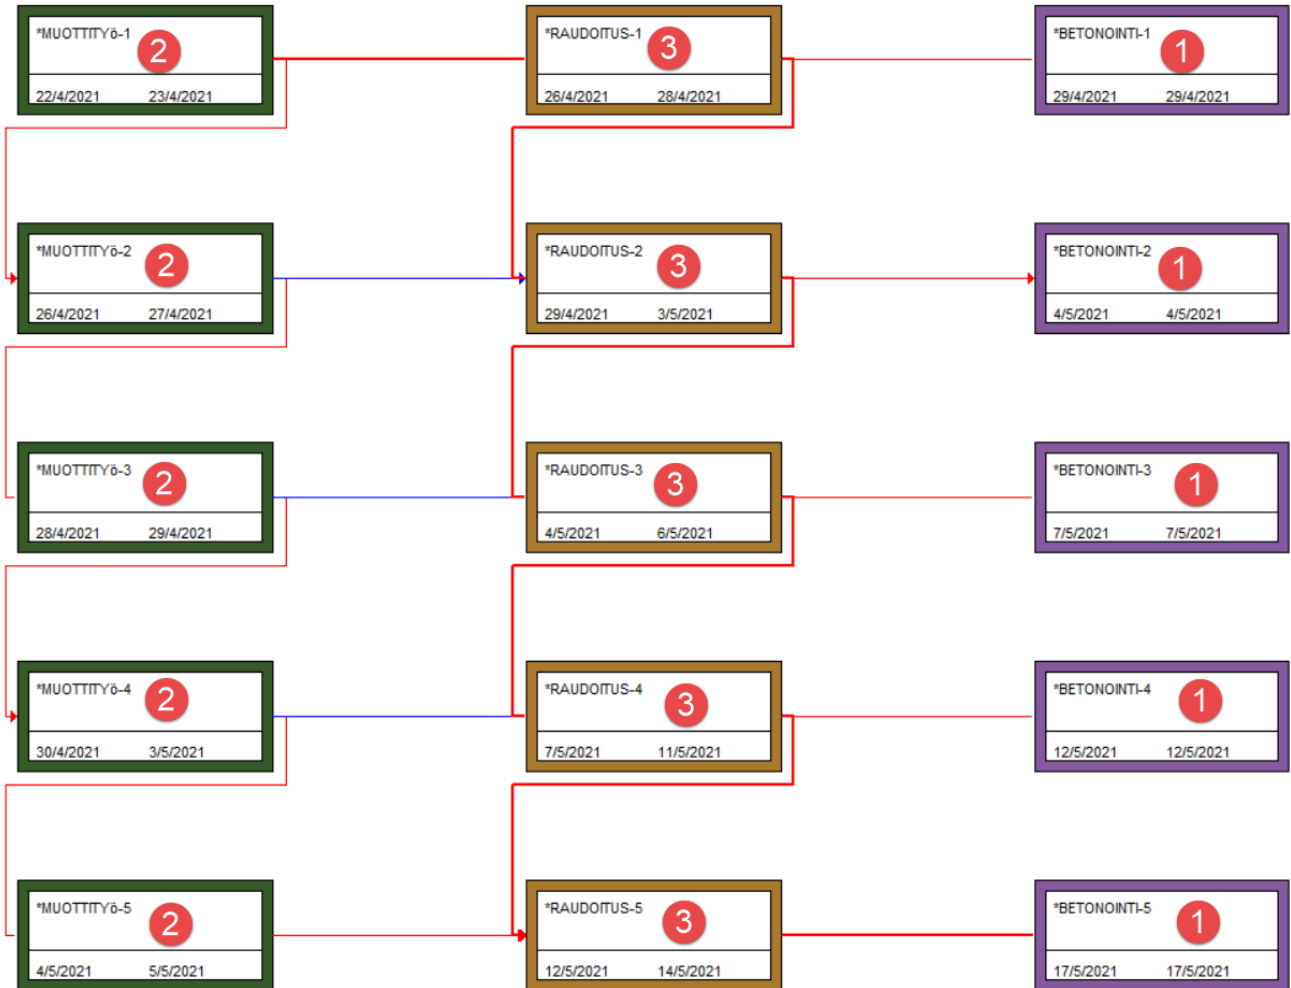 *MUOTTITYö-1 2
22/4/2021 23/4/2021
*RAUDOITUS-1 3
26/4/2021 28/4/2021
*BETONOINTI-1 1
29/4/2021 29/4/2021
*MUOTTITYö-2 2
26/4/2021 27/4/2021
*RAUDOITUS-2 3
29/4/2021 3/5/2021
*BETONOINTI-2 1
4/5/2021 4/5/2021
*MUOTTITYö-3 2
28/4/2021 29/4/2021
*RAUDOITUS-3 3
4/5/2021 6/5/2021
*BETONOINTI-3 1
7/5/2021 7/5/2021
*MUOTTITYö-4 2
30/4/2021 3/5/2021
*RAUDOITUS-4 3
7/5/2021 11/5/2021
*BETONOINTI-4 1
12/5/2021 12/5/2021
*MUOTTITYö-5 2
4/5/2021 5/5/2021
*RAUDOITUS-5 3
12/5/2021 14/5/2021
*BETONOINTI-5 1
17/5/2021 17/5/2021